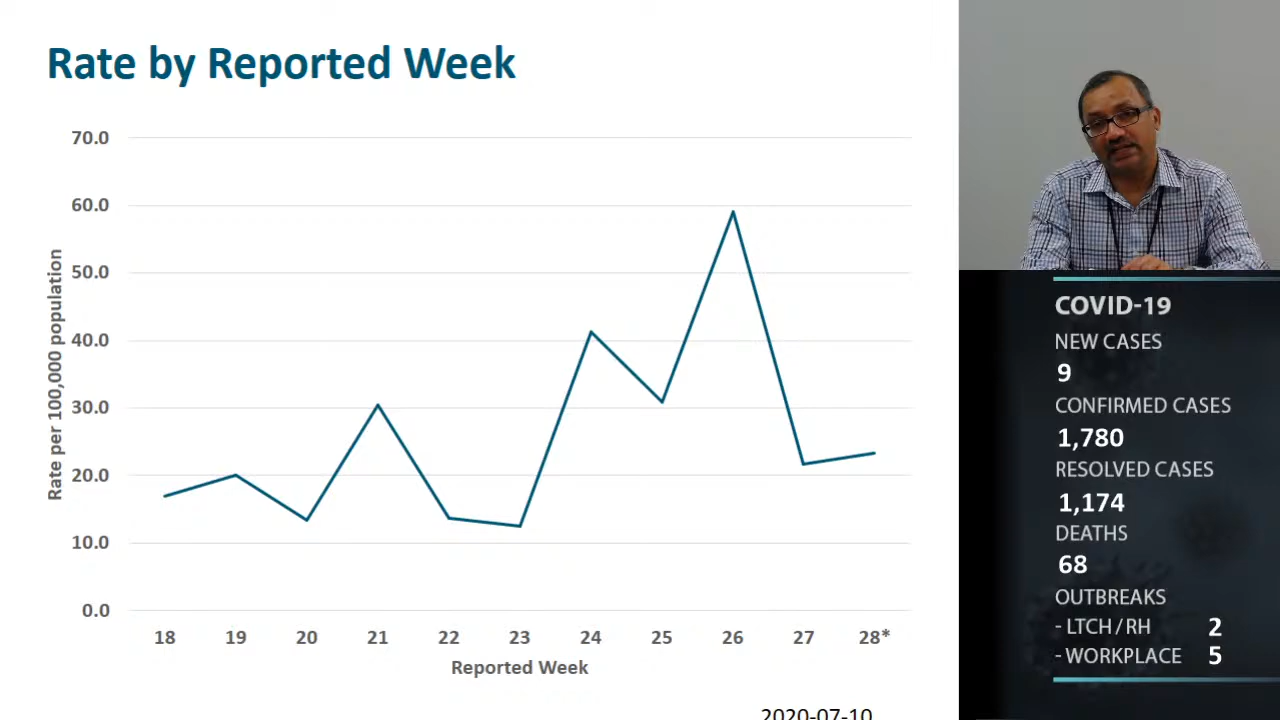 Rate by Reported Week
70.0
60.0
50.0
40.0
30.0
20.0
10.0
0.0
Rate per 100,000 population
18 19 20 21 22 23 24 25 26 27 28*
Reported Week
2020-07-10
COVID-19
NEW CASES
9
CONFIRMED CASES
1,780
RESOLVED CASES
1,174
DEATHS
68
OUTBREAKS
- LTCH / RH 2
- WORKPLACE 5